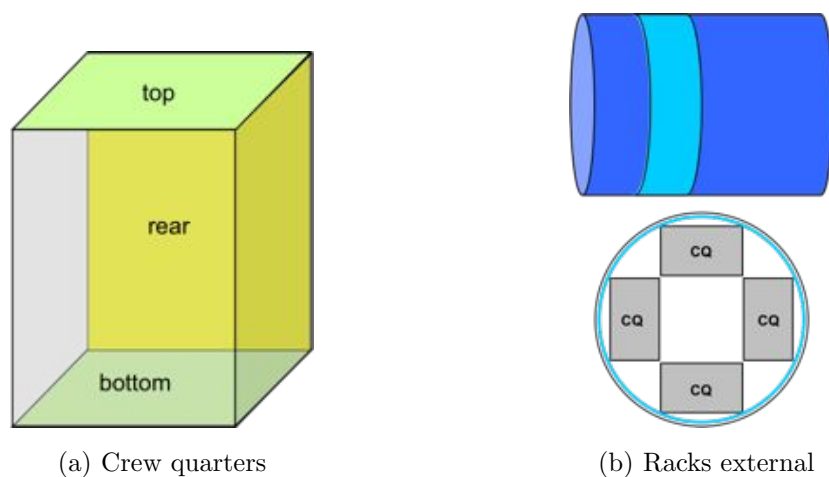 top
rear
bottom
CQ
CQ
CQ
CQ
(a) Crew quarters
(b) Racks external